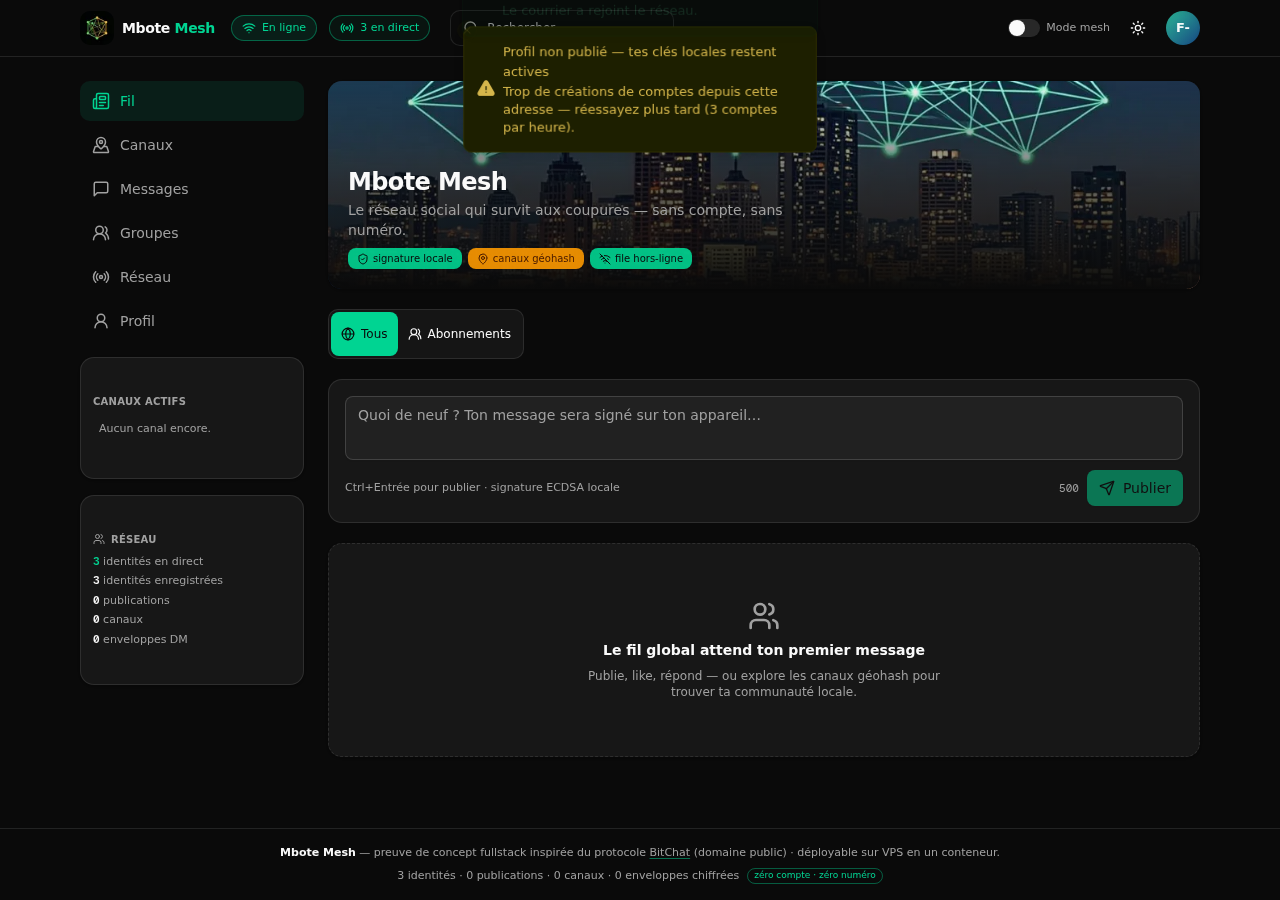 Mbote Mesh
En ligne
3 en direct
Rechercher
Le courrier a rejoint le réseau.
Mode mesh
F-
Profil non publié — tes clés locales restent
actives
Trop de créations de comptes depuis cette
adresse — réessayez plus tard (3 comptes
par heure).
Fil
Canaux
Messages
Groupes
Réseau
Profil
CANAUX ACTIFS
Aucun canal encore.
RÉSEAU
3 identités en direct
3 identités enregistrées
0 publications
0 canaux
0 enveloppes DM
Mbote Mesh
Le réseau social qui survit aux coupures — sans compte, sans
numéro.
signature locale
canaux géohash
file hors-ligne
Tous
Abonnements
Quoi de neuf ? Ton message sera signé sur ton appareil…
Ctrl+Entrée pour publier · signature ECDSA locale
500
Publier
Le fil global attend ton premier message
Publie, like, répond — ou explore les canaux géohash pour
trouver ta communauté locale.
Mbote Mesh — preuve de concept fullstack inspirée du protocole BitChat (domaine public) · déployable sur VPS en un conteneur.
3 identités · 0 publications · 0 canaux · 0 enveloppes chiffrées
zéro compte · zéro numéro